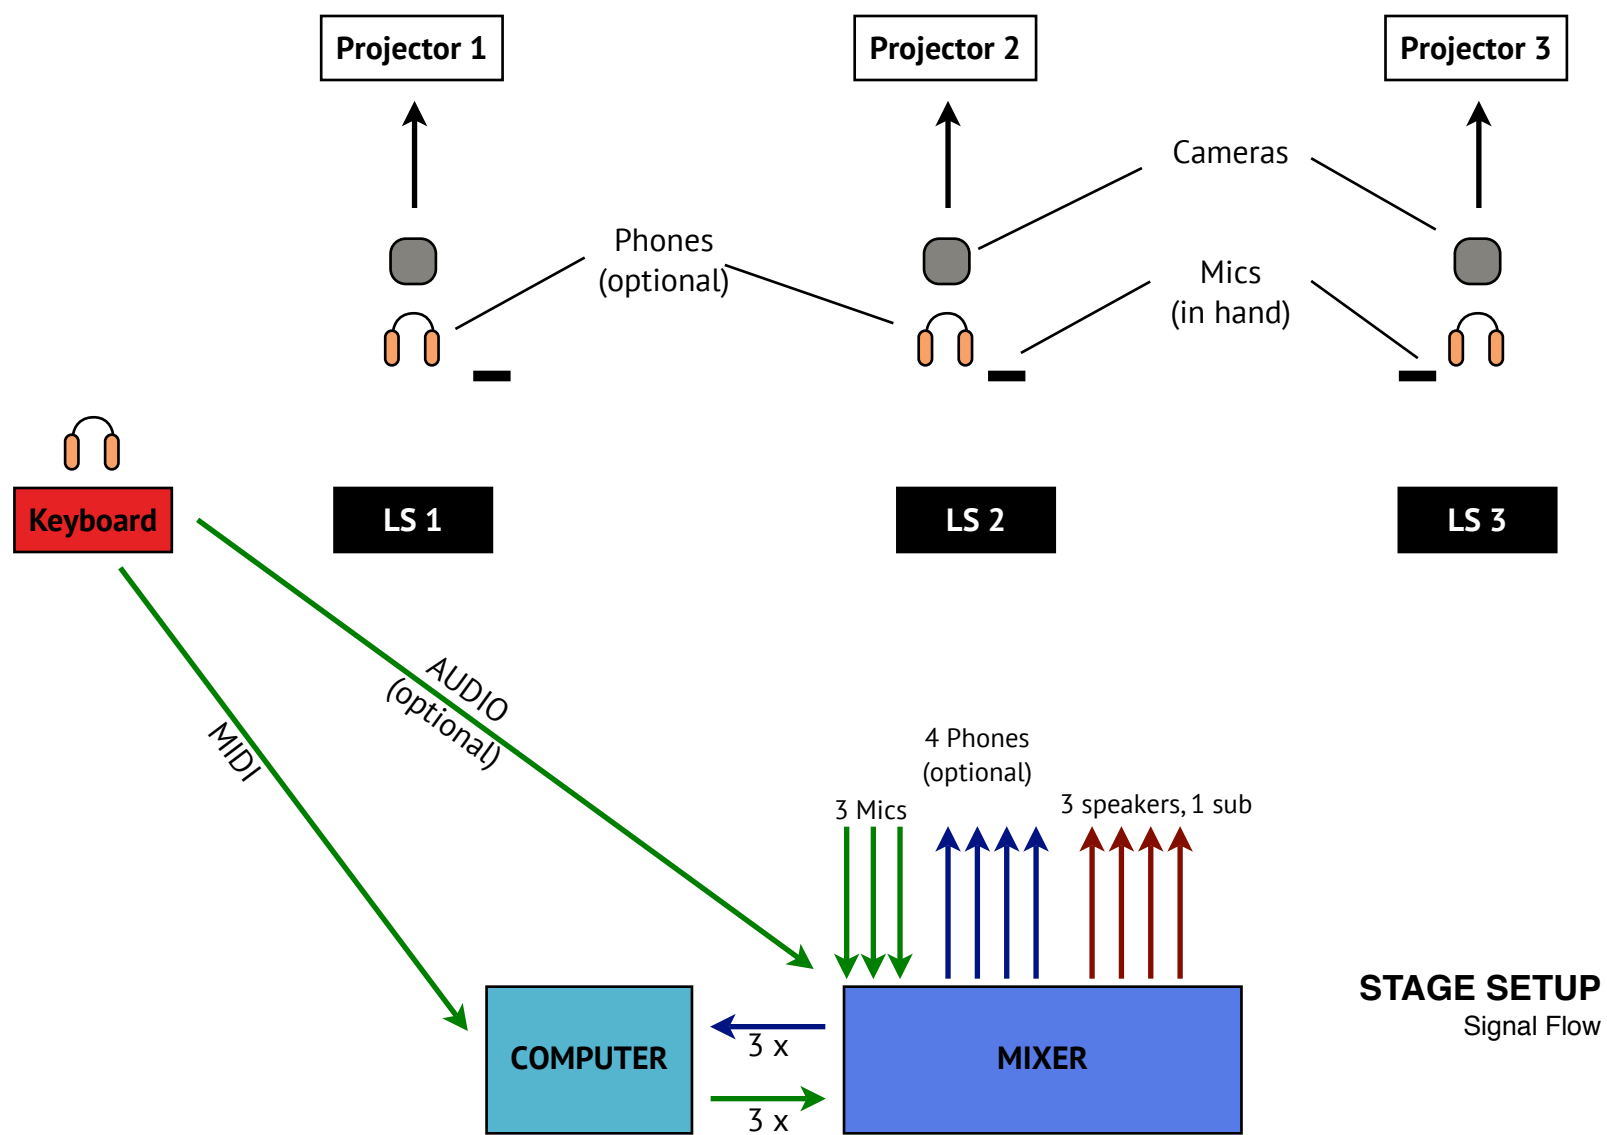 Projector 1
Projector 2
Projector 3
Cameras
Phones
(optional)
Mics
(in hand)
Keyboard
LS 1
LS 2
LS 3
AUDIO
(optional)
MIDI
4 Phones
(optional)
3 Mics
3 speakers, 1 sub
STAGE SETUP
Signal Flow
COMPUTER
3 x
3 x
MIXER